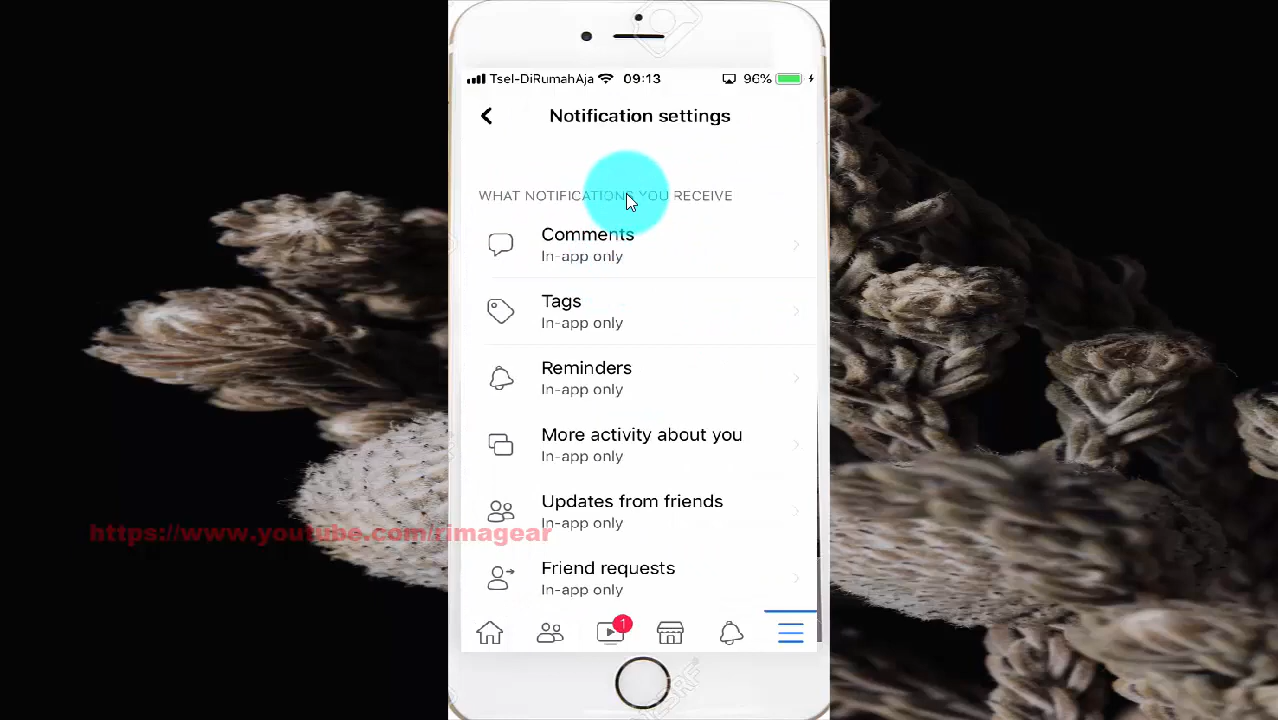 Tsel-DiRumahAja 09:13 96%
Notification settings
WHAT NOTIFICATIONS YOU RECEIVE
Comments
In-app only
Tags
In-app only
Reminders
In-app only
More activity about you
In-app only
Updates from friends
In-app only
https://www.youtube.com/rimagear
Friend requests
In-app only
1
123RF